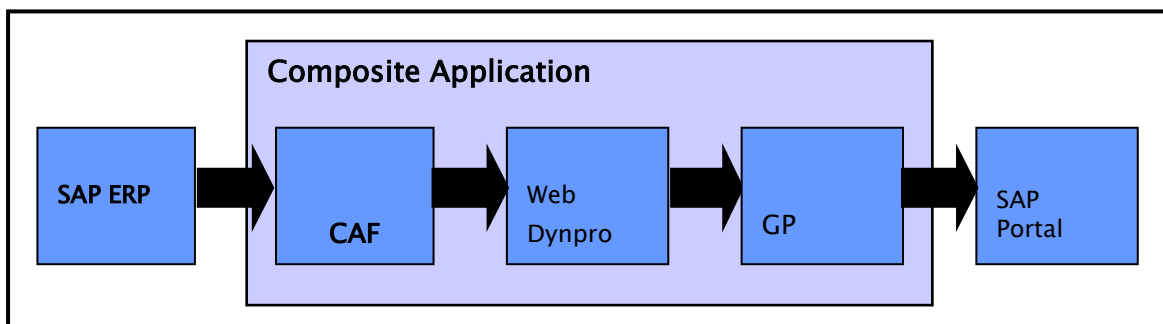 Composite Application
SAP ERP
CAF
Web
Dynpro
GP
SAP
Portal